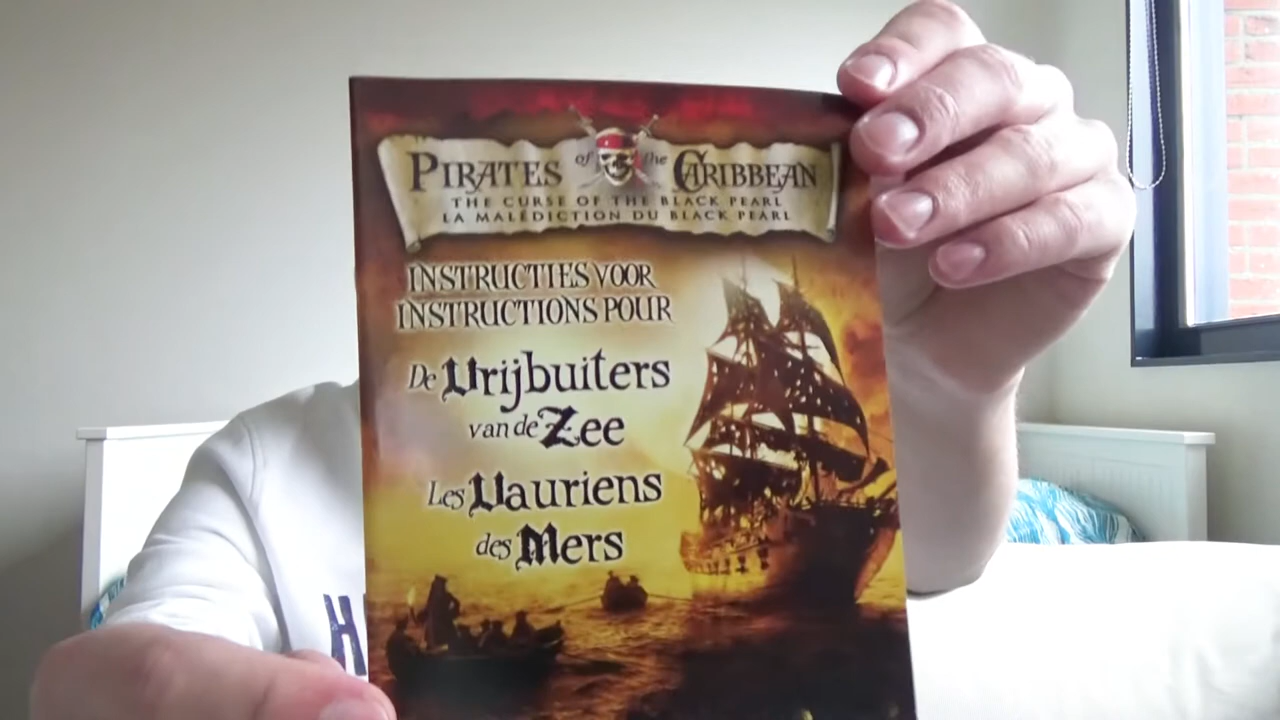 PIRATES of the CARIBBEAN
THE CURSE OF THE BLACK PEARL
LA MALÉDICTION DU BLACK PEARL
INSTRUCTIES VOOR
INSTRUCTIONS POUR
De Vrijbuiters
van de Zee
Les Vauriens
des Mers
H